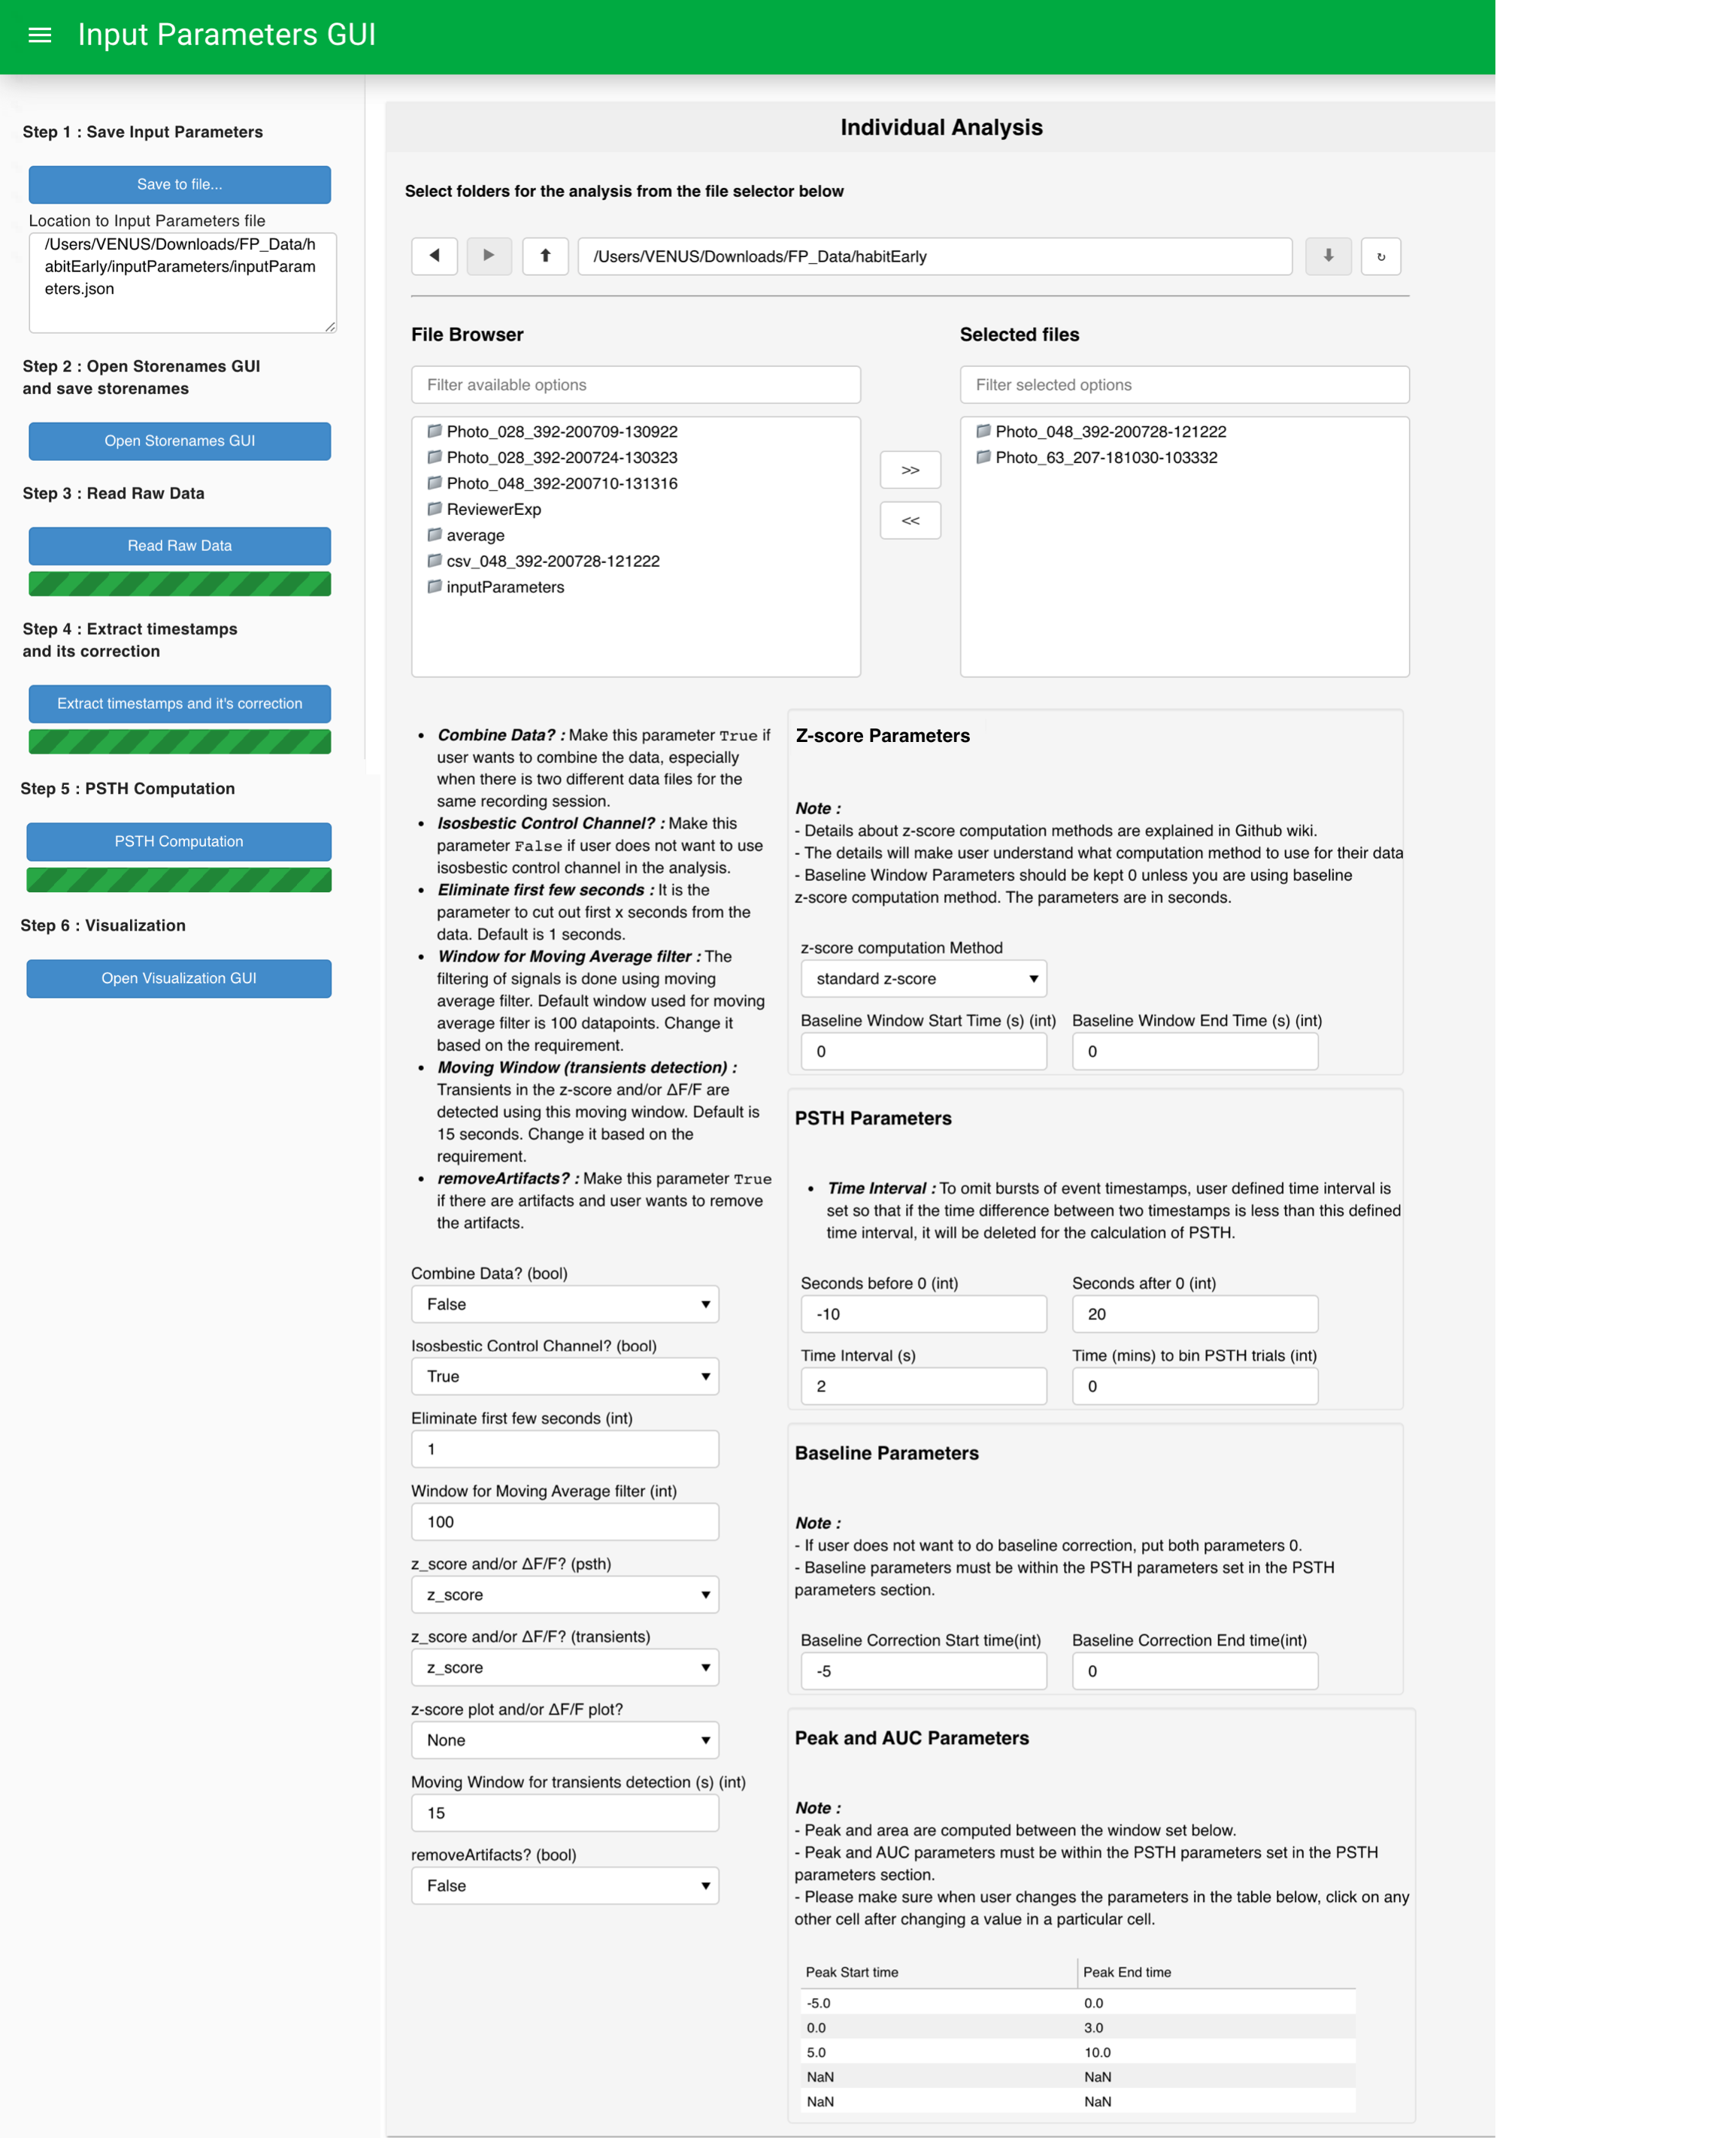 Input Parameters GUI
Step 1 : Save Input Parameters
Save to file...
Location to Input Parameters file
/Users/VENUS/Downloads/FP_Data/h
abitEarly/inputParameters/inputParam
eters.json
Step 2 : Open Storenames GUI
and save storenames
Open Storenames GUI
Step 3 : Read Raw Data
Read Raw Data
Step 4 : Extract timestamps
and its correction
Extract timestamps and it's correction
Step 5 : PSTH Computation
PSTH Computation
Step 6 : Visualization
Open Visualization GUI
Individual Analysis
Select folders for the analysis from the file selector below
/Users/VENUS/Downloads/FP_Data/habitEarly
File Browser
Filter available options
Photo_028_392-200709-130922
Photo_028_392-200724-130323
Photo_048_392-200710-131316
ReviewerExp
average
csv_048_392-200728-121222
inputParameters
>>
<<
Selected files
Filter selected options
Photo_048_392-200728-121222
Photo_63_207-181030-103332
• Combine Data? : Make this parameter True if
user wants to combine the data, especially
when there is two different data files for the
same recording session.
• Isosbestic Control Channel? : Make this
parameter False if user does not want to use
isosbestic control channel in the analysis.
• Eliminate first few seconds : It is the
parameter to cut out first x seconds from the
data. Default is 1 seconds.
• Window for Moving Average filter : The
filtering of signals is done using moving
average filter. Default window used for moving
average filter is 100 datapoints. Change it
based on the requirement.
• Moving Window (transients detection) :
Transients in the z-score and/or ΔF/F are
detected using this moving window. Default is
15 seconds. Change it based on the
requirement.
• removeArtifacts? : Make this parameter True
if there are artifacts and user wants to remove
the artifacts.
Combine Data? (bool)
False
Isosbestic Control Channel? (bool)
True
Eliminate first few seconds (int)
1
Window for Moving Average filter (int)
100
z_score and/or ΔF/F? (psth)
z_score
z_score and/or ΔF/F? (transients)
z_score
z-score plot and/or ΔF/F plot?
None
Moving Window for transients detection (s) (int)
15
removeArtifacts? (bool)
False
Z-score Parameters
Note :
- Details about z-score computation methods are explained in Github wiki.
- The details will make user understand what computation method to use for their data
- Baseline Window Parameters should be kept 0 unless you are using baseline
z-score computation method. The parameters are in seconds.
z-score computation Method
standard z-score
Baseline Window Start Time (s) (int) Baseline Window End Time (s) (int)
0 0
PSTH Parameters
• Time Interval : To omit bursts of event timestamps, user defined time interval is
set so that if the time difference between two timestamps is less than this defined
time interval, it will be deleted for the calculation of PSTH.
Seconds before 0 (int) Seconds after 0 (int)
-10 20
Time Interval (s) Time (mins) to bin PSTH trials (int)
2 0
Baseline Parameters
Note :
- If user does not want to do baseline correction, put both parameters 0.
- Baseline parameters must be within the PSTH parameters set in the PSTH
parameters section.
Baseline Correction Start time(int) Baseline Correction End time(int)
-5 0
Peak and AUC Parameters
Note :
- Peak and area are computed between the window set below.
- Peak and AUC parameters must be within the PSTH parameters set in the PSTH
parameters section.
- Please make sure when user changes the parameters in the table below, click on any
other cell after changing a value in a particular cell.
Peak Start time Peak End time
-5.0 0.0
0.0 3.0
5.0 10.0
NaN NaN
NaN NaN